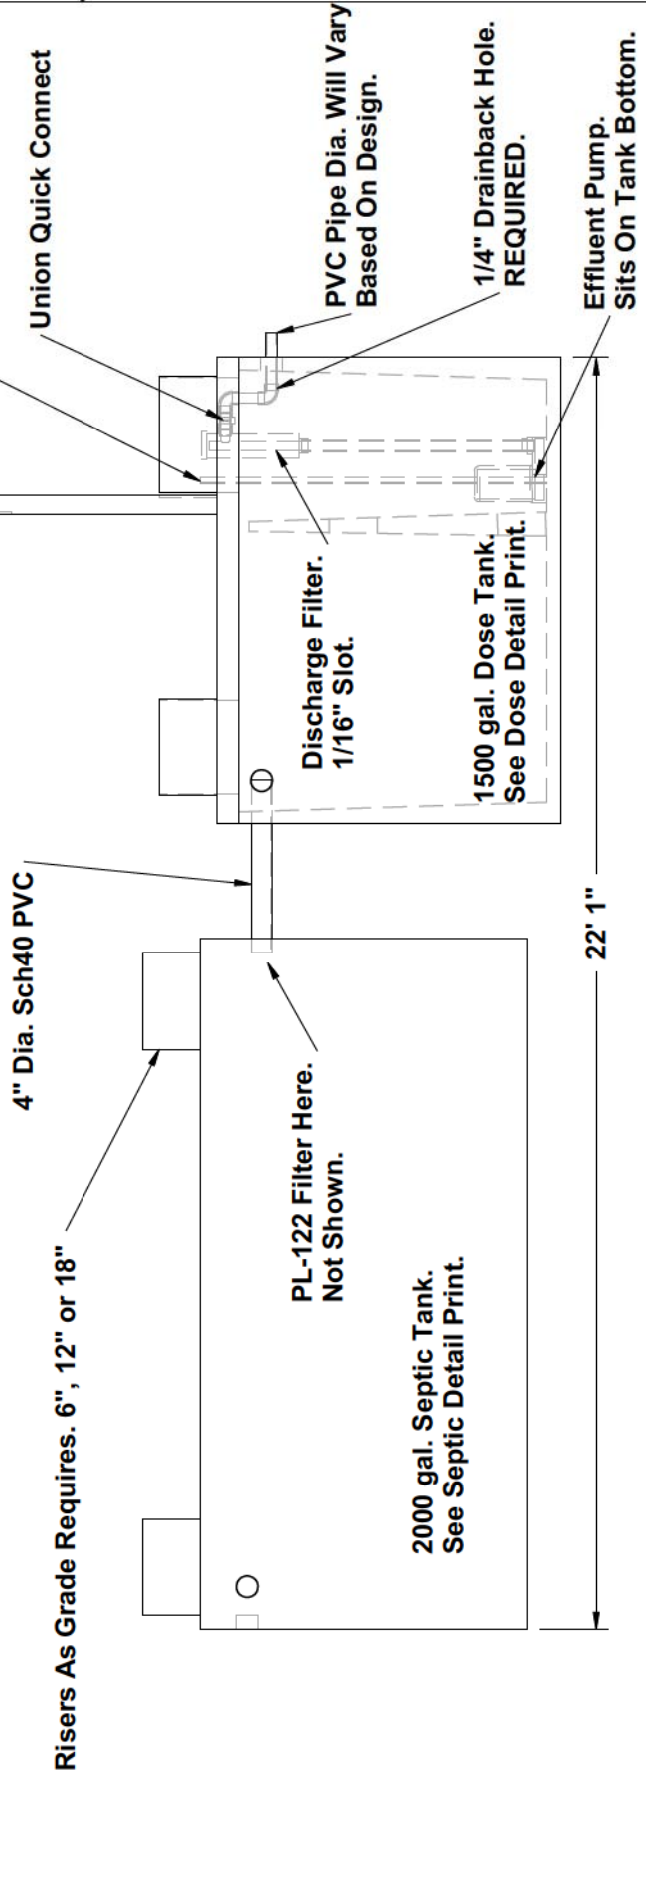 Risers As Grade Requires. 6", 12" or 18"
4" Dia. Sch40 PVC
Union Quick Connect
PVC Pipe Dia. Will Vary
Based On Design.
1/4" Drainback Hole.
REQUIRED.
Effluent Pump.
Sits On Tank Bottom.
PL-122 Filter Here.
Not Shown.
Discharge Filter.
1/16" Slot.
2000 gal. Septic Tank.
See Septic Detail Print.
1500 gal. Dose Tank.
See Dose Detail Print.
22' 1"